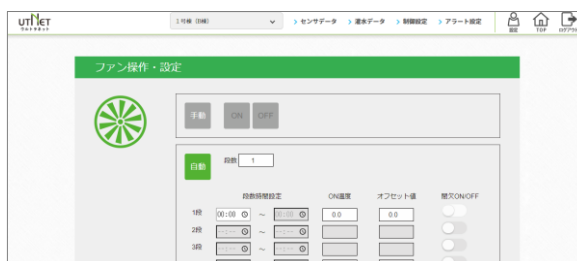 UTNET
ウルトラネット
1号棟 (B棟)
センサデータ
灌水データ
制御設定
アラート設定
設定
TOP
ログアウト
ファン操作・設定
手動
ON
OFF
自動
段数
1
段数時間設定
ON温度
オフセット値
間欠ON/OFF
1段
00:00
～
00:00
0.0
0.0
2段
--:--
～
--:--
3段
--:--
～
--:--